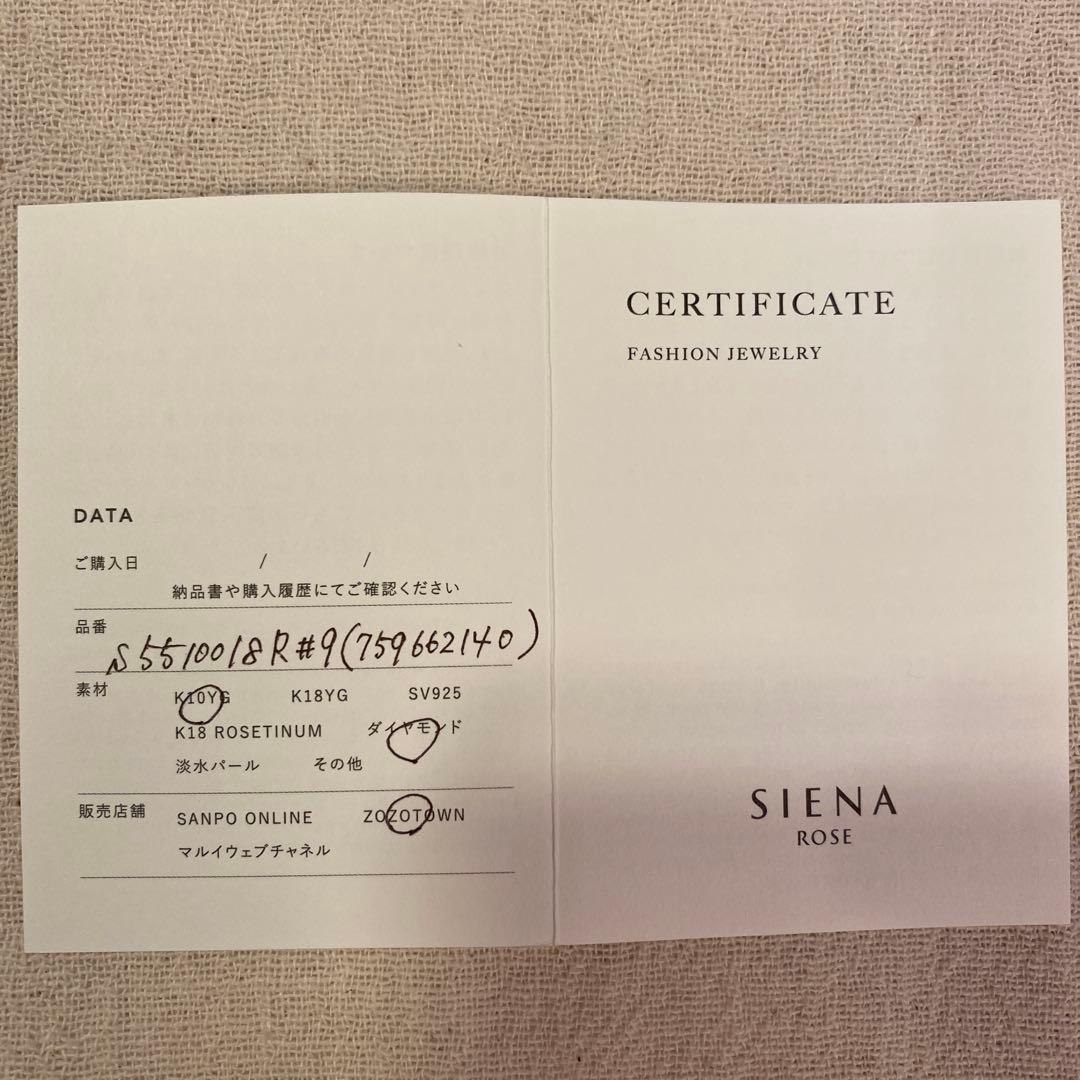 DATA
ご購入日 / /
納品書や購入履歴にてご確認ください
品番
S5510018R#9(759662140)
素材 K10YG K18YG SV925
K18 ROSETINUM ダイヤモンド
淡水パール その他
販売店舗 SANPO ONLINE ZOZOTOWN
マルイウェブチャネル
CERTIFICATE
FASHION JEWELRY
SIENA
ROSE